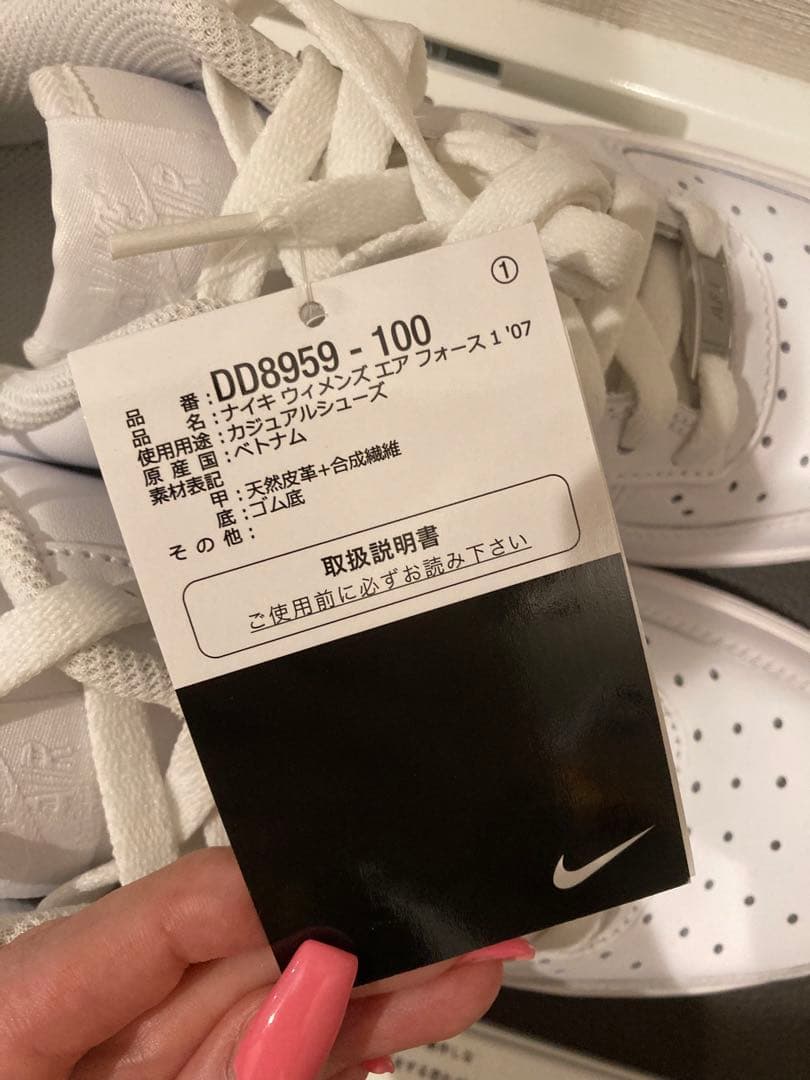 ①
品番:DD8959-100
品名:ナイキ ウィメンズ エア フォース 1 '07
使用用途:カジュアルシューズ
原産国:ベトナム
素材表記
甲:天然皮革+合成繊維
底:ゴム底
その他:
取扱説明書
ご使用前に必ずお読み下さい
AIR
AIR
AF1